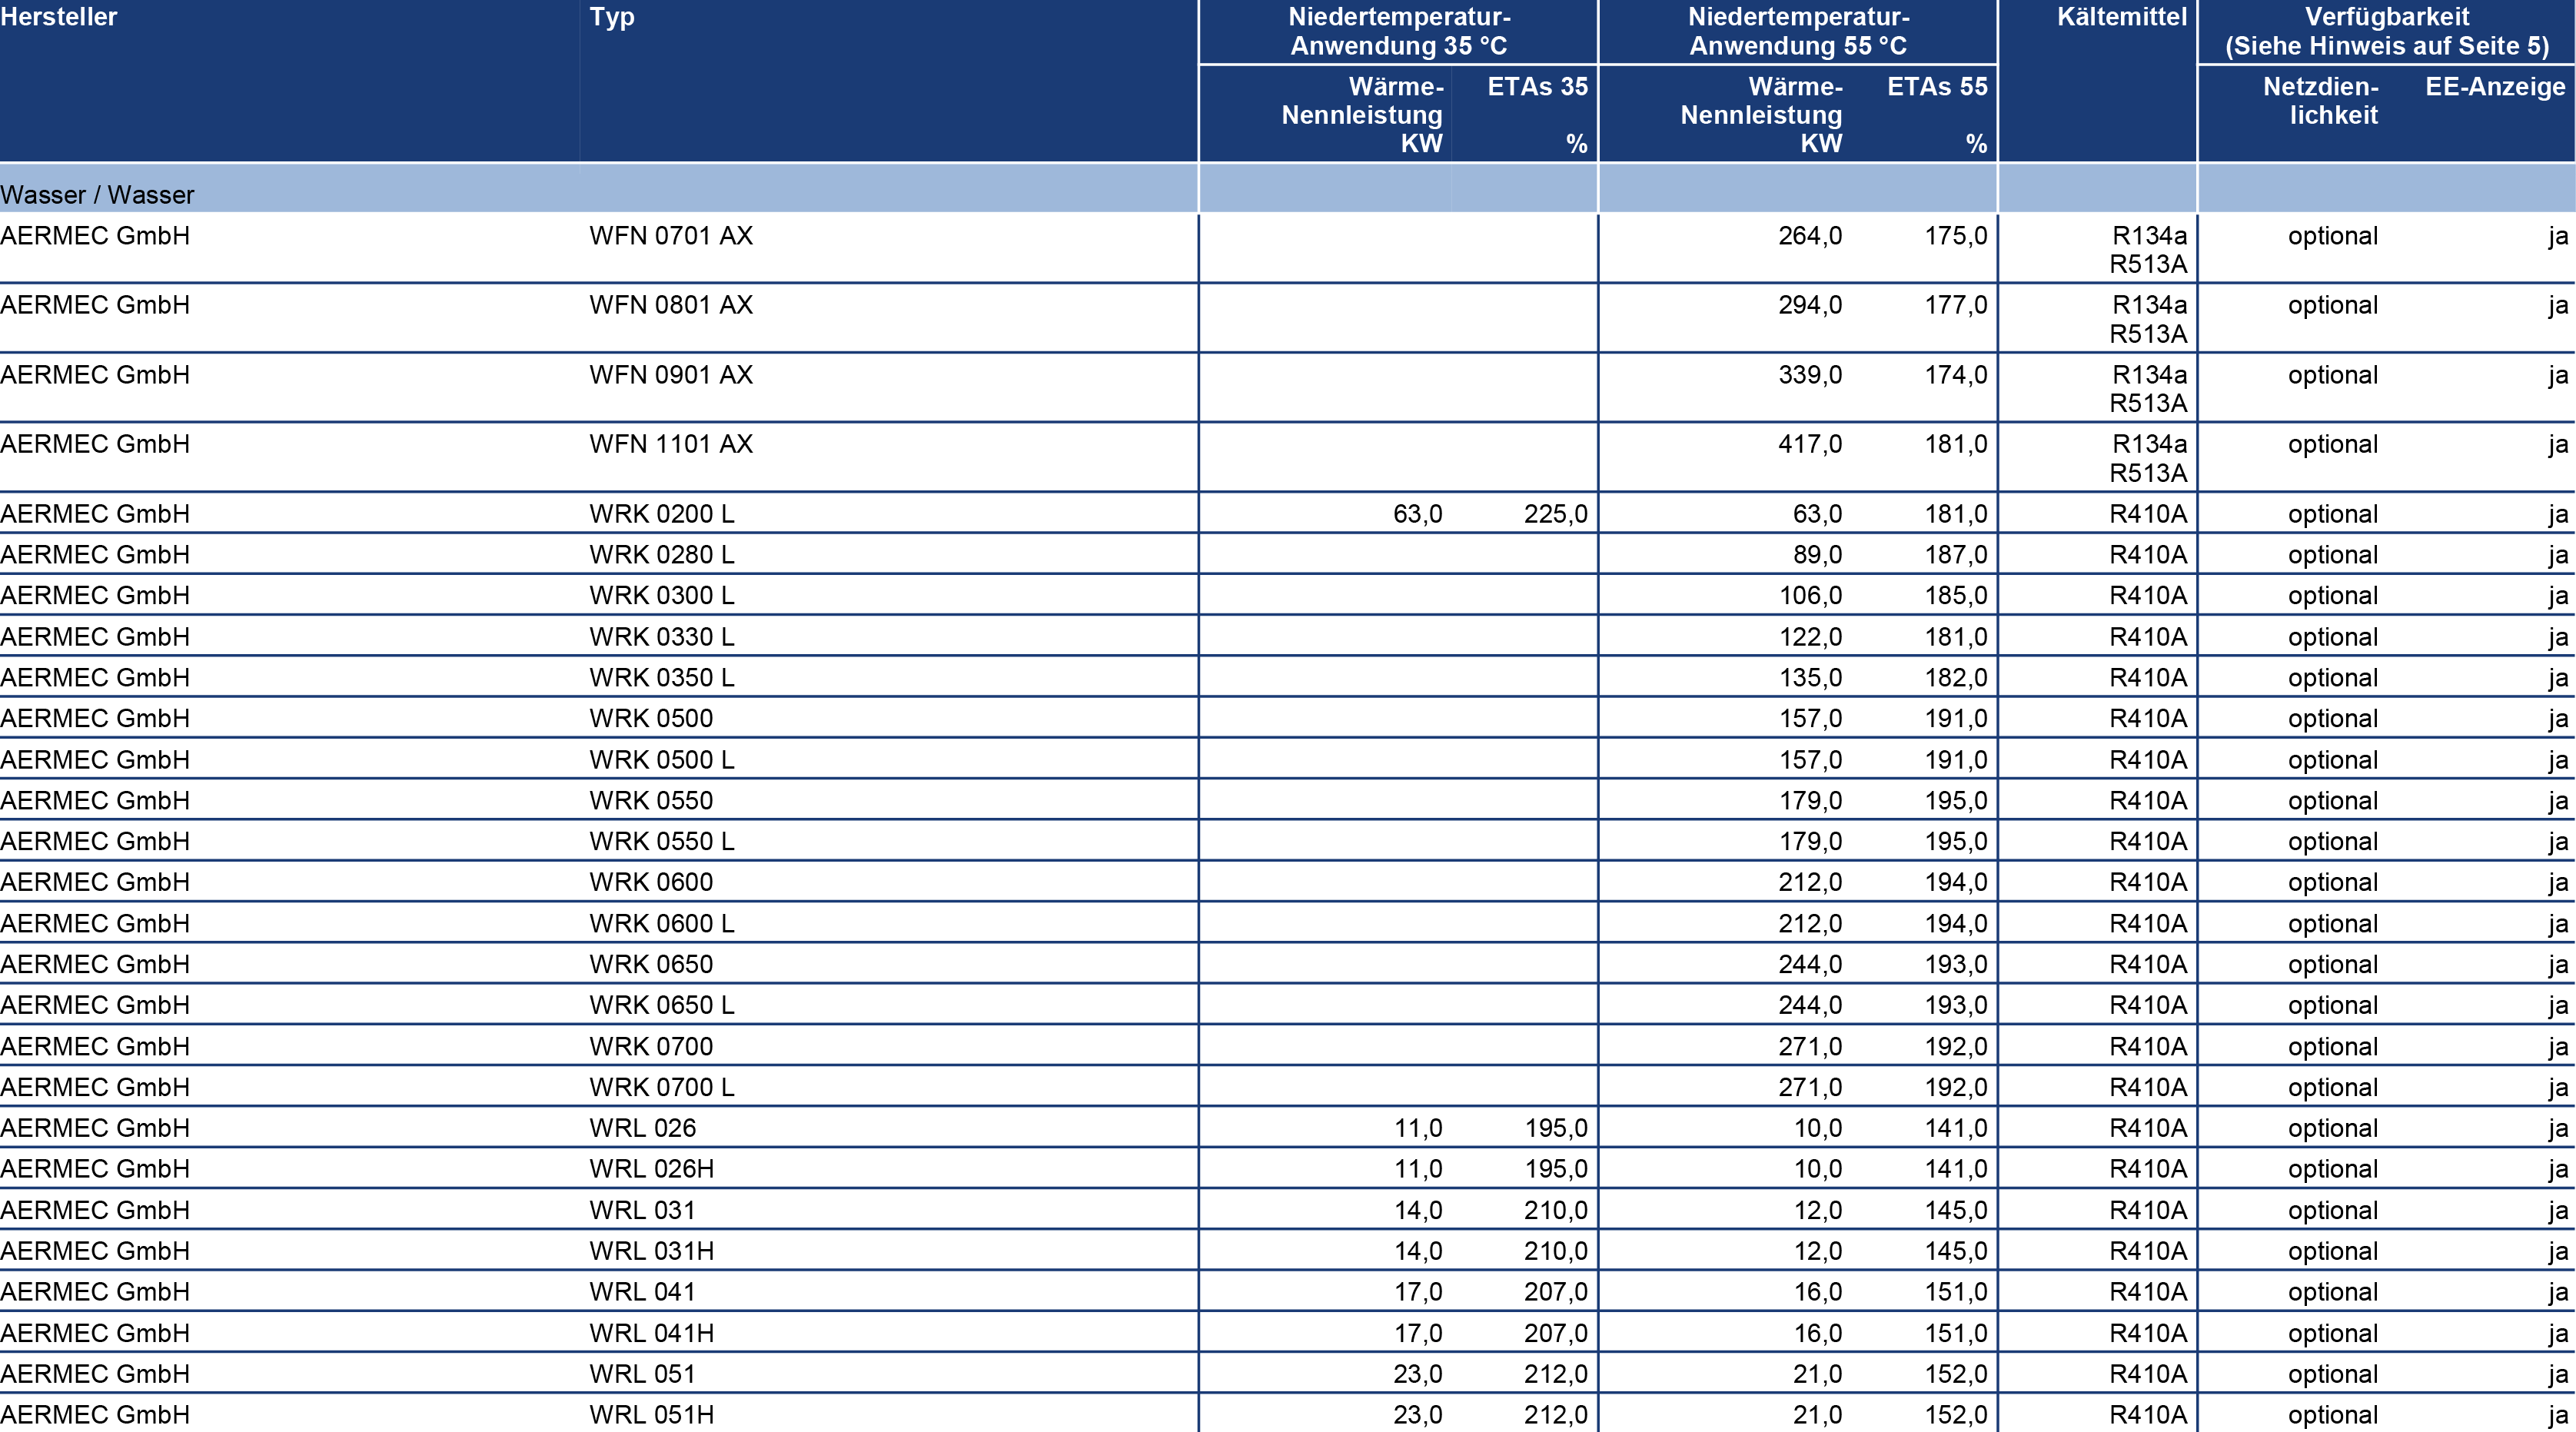 Hersteller Typ Niedertemperatur- Niedertemperatur- Kältemittel Verfügbarkeit
Anwendung 35 °C Anwendung 55 °C (Siehe Hinweis auf Seite 5)
Wärme- ETAs 35 Wärme- ETAs 55 Netzdien- EE-Anzeige
Nennleistung Nennleistung lichkeit
KW % KW %
Wasser / Wasser
AERMEC GmbH WFN 0701 AX 264,0 175,0 R134a optional ja
R513A
AERMEC GmbH WFN 0801 AX 294,0 177,0 R134a optional ja
R513A
AERMEC GmbH WFN 0901 AX 339,0 174,0 R134a optional ja
R513A
AERMEC GmbH WFN 1101 AX 417,0 181,0 R134a optional ja
R513A
AERMEC GmbH WRK 0200 L 63,0 225,0 63,0 181,0 R410A optional ja
AERMEC GmbH WRK 0280 L 89,0 187,0 R410A optional ja
AERMEC GmbH WRK 0300 L 106,0 185,0 R410A optional ja
AERMEC GmbH WRK 0330 L 122,0 181,0 R410A optional ja
AERMEC GmbH WRK 0350 L 135,0 182,0 R410A optional ja
AERMEC GmbH WRK 0500 157,0 191,0 R410A optional ja
AERMEC GmbH WRK 0500 L 157,0 191,0 R410A optional ja
AERMEC GmbH WRK 0550 179,0 195,0 R410A optional ja
AERMEC GmbH WRK 0550 L 179,0 195,0 R410A optional ja
AERMEC GmbH WRK 0600 212,0 194,0 R410A optional ja
AERMEC GmbH WRK 0600 L 212,0 194,0 R410A optional ja
AERMEC GmbH WRK 0650 244,0 193,0 R410A optional ja
AERMEC GmbH WRK 0650 L 244,0 193,0 R410A optional ja
AERMEC GmbH WRK 0700 271,0 192,0 R410A optional ja
AERMEC GmbH WRK 0700 L 271,0 192,0 R410A optional ja
AERMEC GmbH WRL 026 11,0 195,0 10,0 141,0 R410A optional ja
AERMEC GmbH WRL 026H 11,0 195,0 10,0 141,0 R410A optional ja
AERMEC GmbH WRL 031 14,0 210,0 12,0 145,0 R410A optional ja
AERMEC GmbH WRL 031H 14,0 210,0 12,0 145,0 R410A optional ja
AERMEC GmbH WRL 041 17,0 207,0 16,0 151,0 R410A optional ja
AERMEC GmbH WRL 041H 17,0 207,0 16,0 151,0 R410A optional ja
AERMEC GmbH WRL 051 23,0 212,0 21,0 152,0 R410A optional ja
AERMEC GmbH WRL 051H 23,0 212,0 21,0 152,0 R410A optional ja